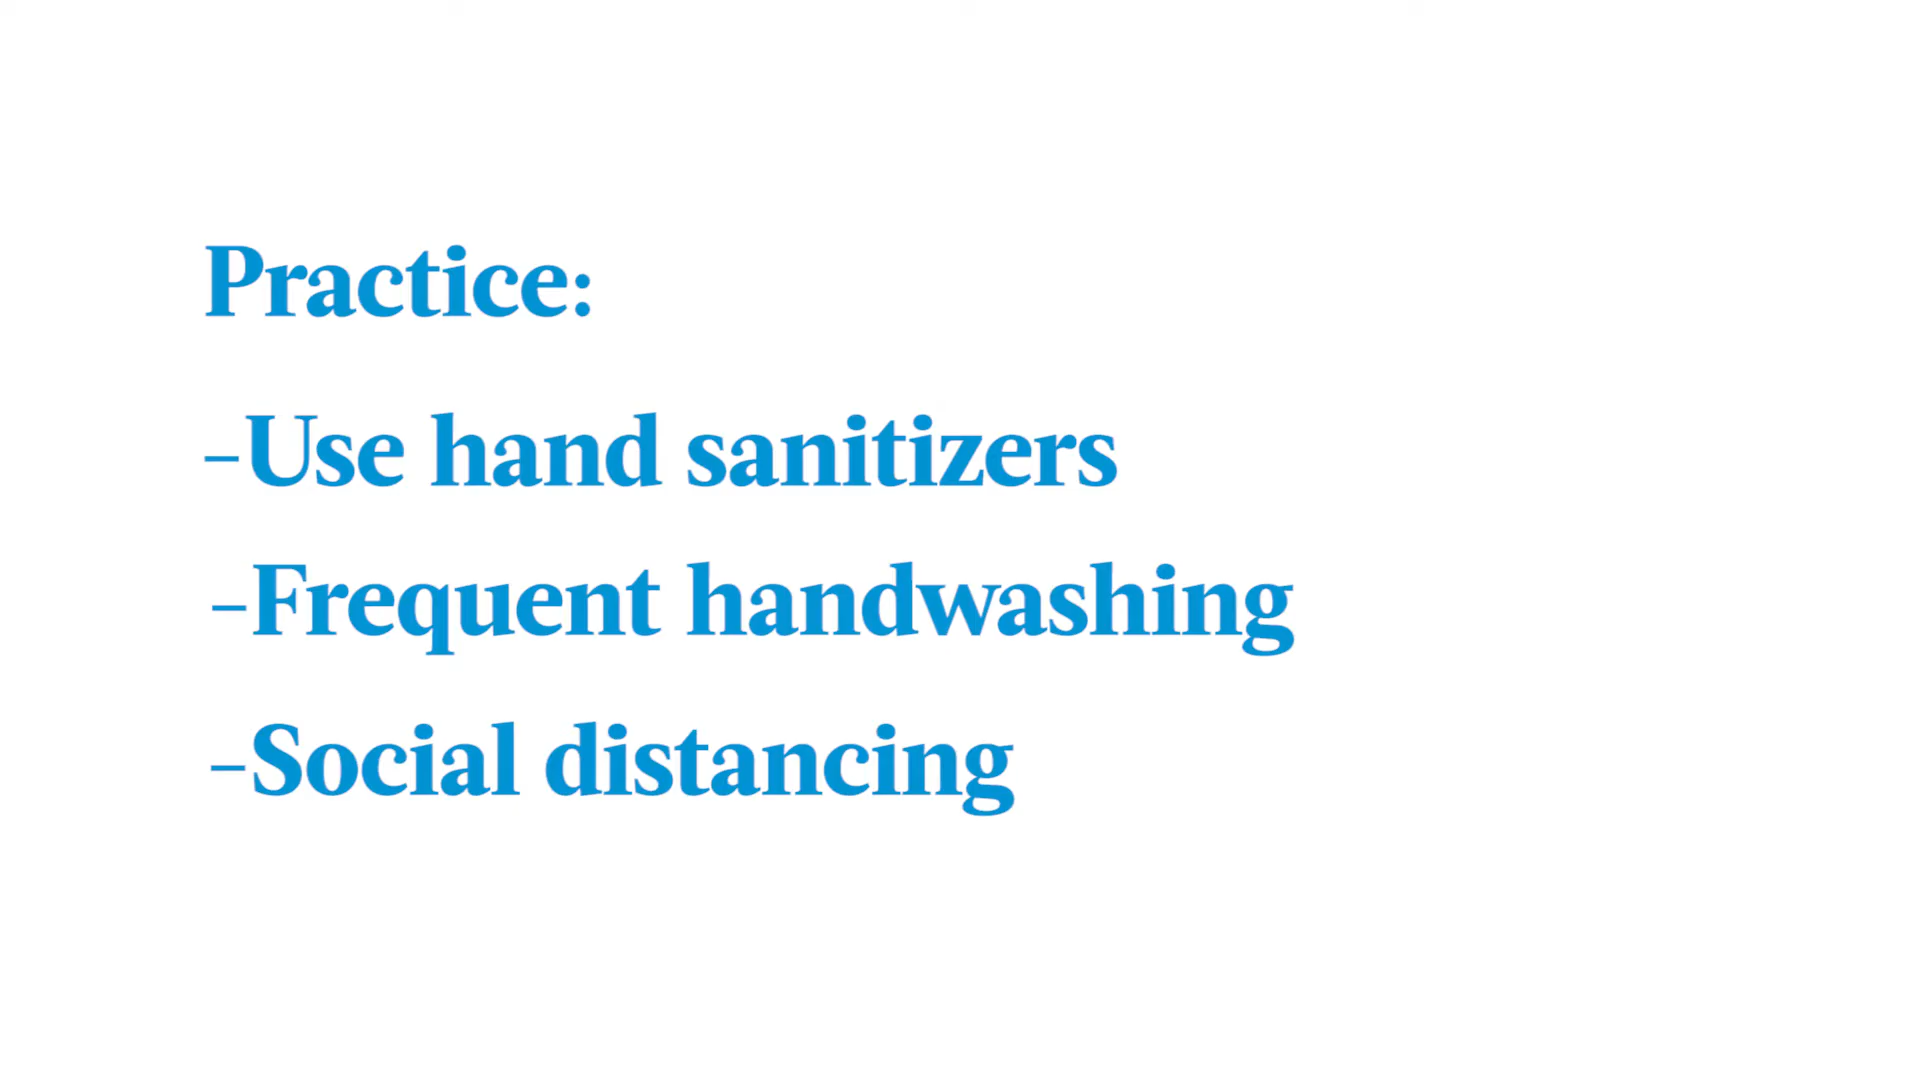 Practice:
–Use hand sanitizers
–Frequent handwashing
–Social distancing